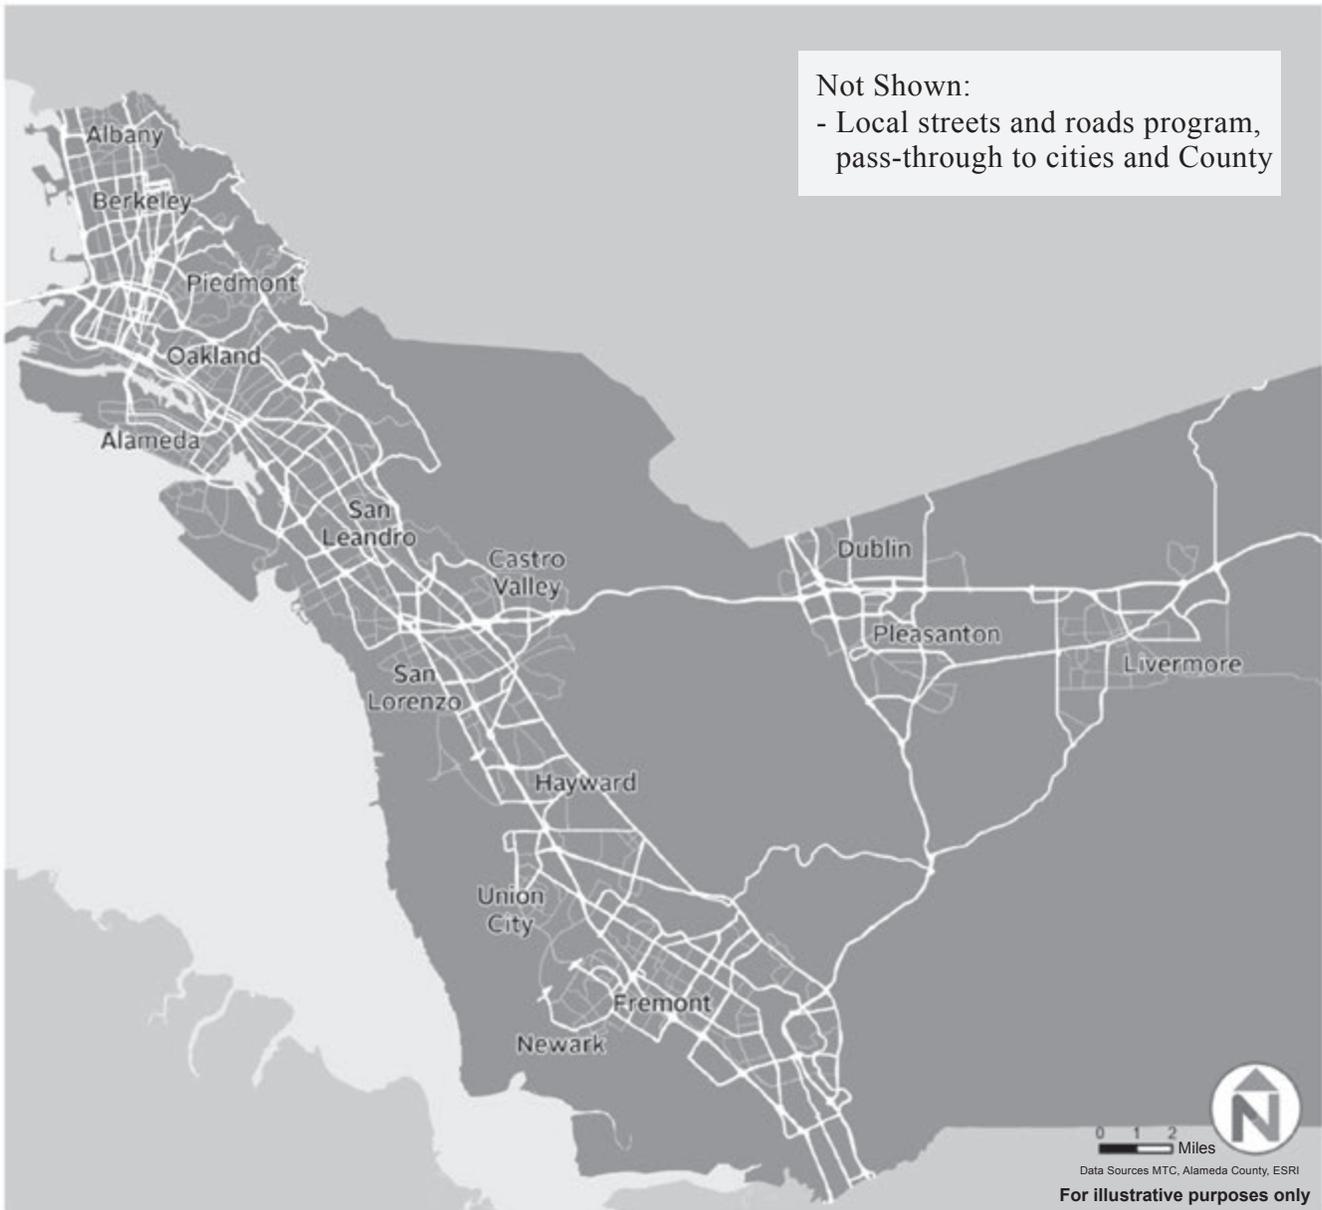 Not Shown:
- Local streets and roads program,
pass-through to cities and County
Albany
Berkeley
Piedmont
Oakland
Alameda
San
Leandro
Castro
Valley
Dublin
Pleasanton
Livermore
San
Lorenzo
Hayward
Union
City
Fremont
Newark
N
0 1 2
Miles
Data Sources MTC, Alameda County, ESRI
For illustrative purposes only